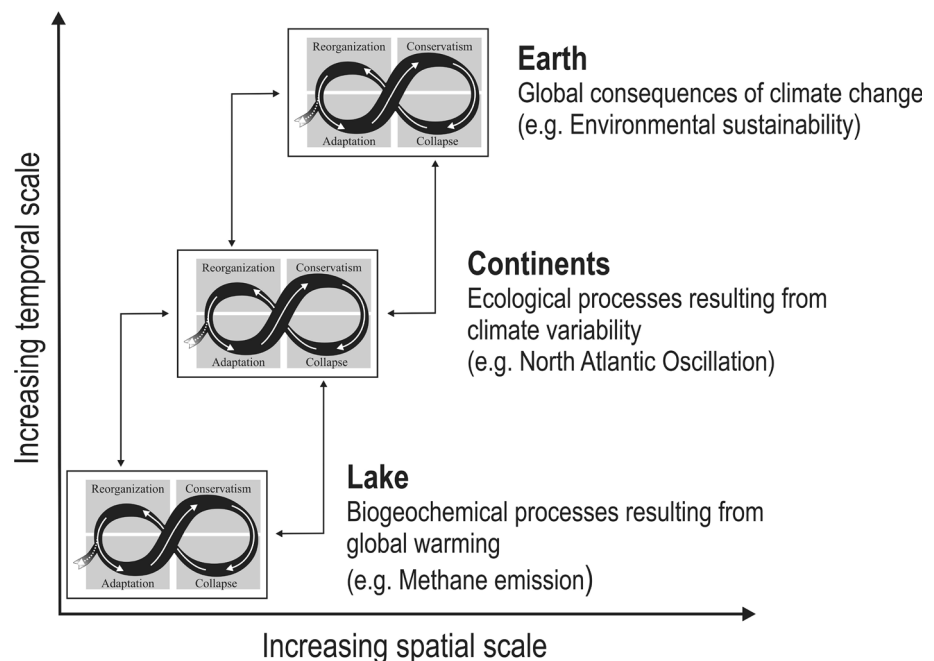 Increasing temporal scale
Reorganization Conservatism
Adaptation Collapse
Earth
Global consequences of climate change
(e.g. Environmental sustainability)
Reorganization Conservatism
Adaptation Collapse
Continents
Ecological processes resulting from
climate variability
(e.g. North Atlantic Oscillation)
Reorganization Conservatism
Adaptation Collapse
Lake
Biogeochemical processes resulting from
global warming
(e.g. Methane emission)
Increasing spatial scale